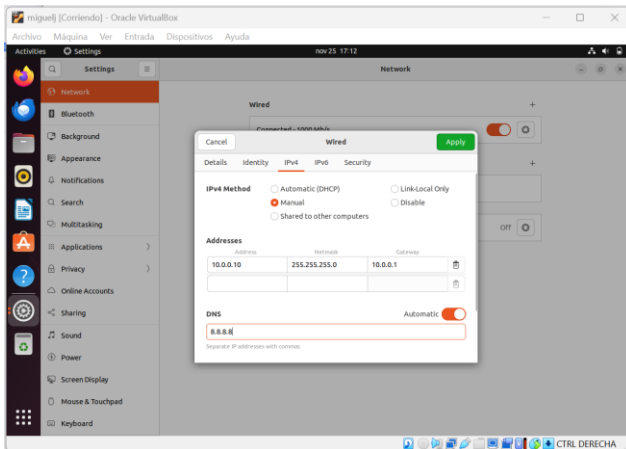 miguelj [Corriendo] - Oracle VirtualBox
Archivo Máquina Ver Entrada Dispositivos Ayuda
Activities Settings nov 25 17:12
Settings Network
Network
Bluetooth
Background
Appearance
Notifications
Search
Multitasking
Applications
Privacy
Online Accounts
Sharing
Sound
Power
Screen Display
Mouse & Touchpad
Keyboard
Wired
Connected - 1000 Mb/s
Off
Cancel Wired Apply
Details Identity IPv4 IPv6 Security
IPv4 Method Automatic (DHCP) Link-Local Only
Manual Disable
Shared to other computers
Addresses
Address Netmask Gateway
10.0.0.10 255.255.255.0 10.0.0.1
DNS Automatic
8.8.8.8
Separate IP addresses with commas
CTRL DERECHA